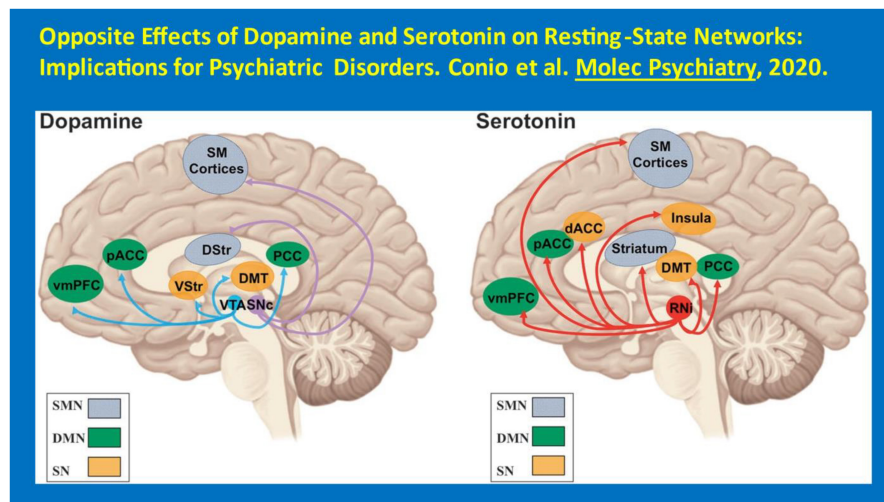 Opposite Effects of Dopamine and Serotonin on Resting-State Networks:
Implications for Psychiatric Disorders. Conio et al. Molec Psychiatry, 2020.
Dopamine
SM
Cortices
pACC
DStr
PCC
vmPFC
VStr
DMT
VTASNc
SMN
DMN
SN
Serotonin
SM
Cortices
dACC
Insula
pACC
Striatum
DMT
PCC
vmPFC
RNi
SMN
DMN
SN